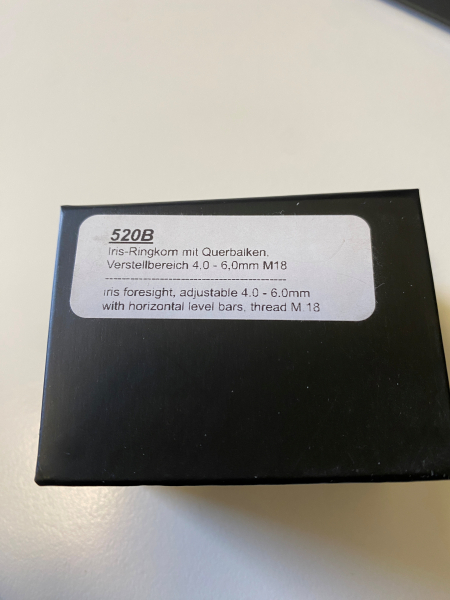 520B
Iris-Ringkorn mit Querbalken,
Verstellbereich 4.0 - 6,0mm M18
--------------------------------------------------
iris foresight, adjustable 4.0 - 6.0mm
with horizontal level bars, thread M.18